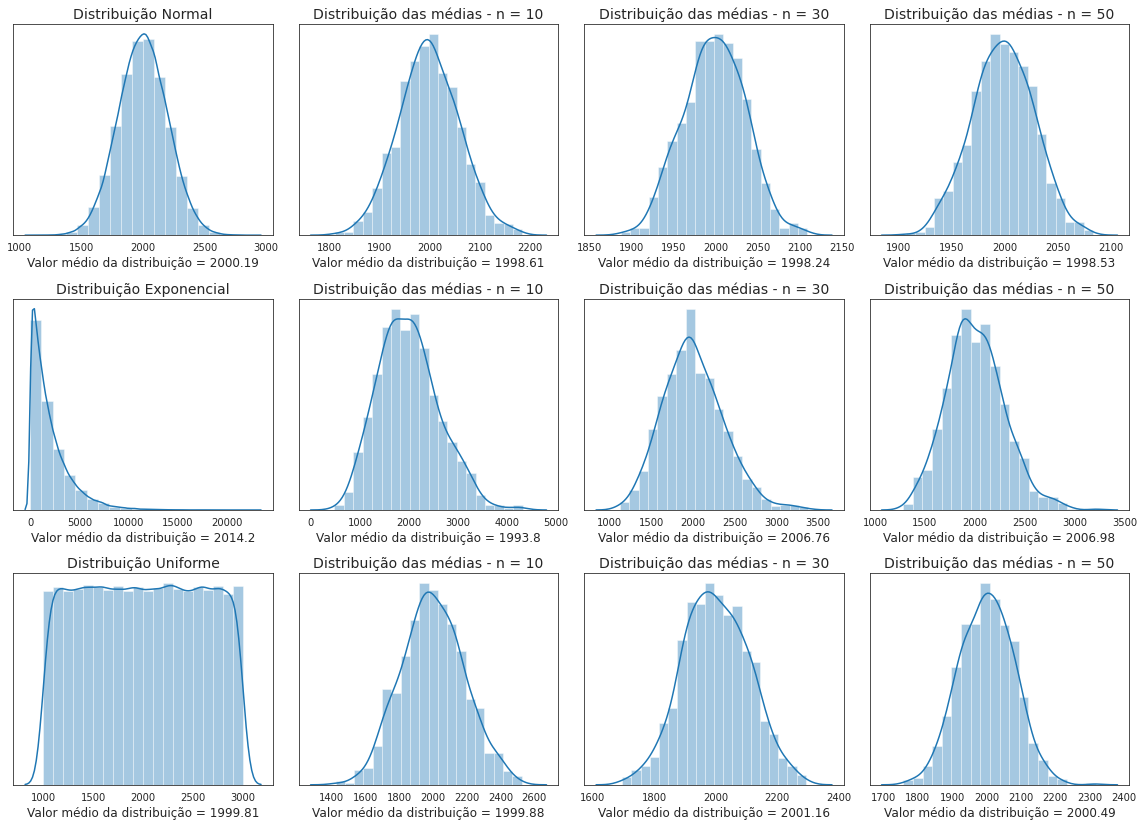 Distribuição Normal
Distribuição das médias - n = 10
Distribuição das médias - n = 30
Distribuição das médias - n = 50
1000 1500 2000 2500 3000
1800 1900 2000 2100 2200
1850 1900 1950 2000 2050 2100 2150
1900 1950 2000 2050 2100
Valor médio da distribuição = 2000.19
Valor médio da distribuição = 1998.61
Valor médio da distribuição = 1998.24
Valor médio da distribuição = 1998.53
Distribuição Exponencial
Distribuição das médias - n = 10
Distribuição das médias - n = 30
Distribuição das médias - n = 50
0 5000 10000 15000 20000
0 1000 2000 3000 4000 5000
1000 1500 2000 2500 3000 3500
1000 1500 2000 2500 3000 3500
Valor médio da distribuição = 2014.2
Valor médio da distribuição = 1993.8
Valor médio da distribuição = 2006.76
Valor médio da distribuição = 2006.98
Distribuição Uniforme
Distribuição das médias - n = 10
Distribuição das médias - n = 30
Distribuição das médias - n = 50
1000 1500 2000 2500 3000
1400 1600 1800 2000 2200 2400 2600
1600 1800 2000 2200 2400
1700 1800 1900 2000 2100 2200 2300 2400
Valor médio da distribuição = 1999.81
Valor médio da distribuição = 1999.88
Valor médio da distribuição = 2001.16
Valor médio da distribuição = 2000.49